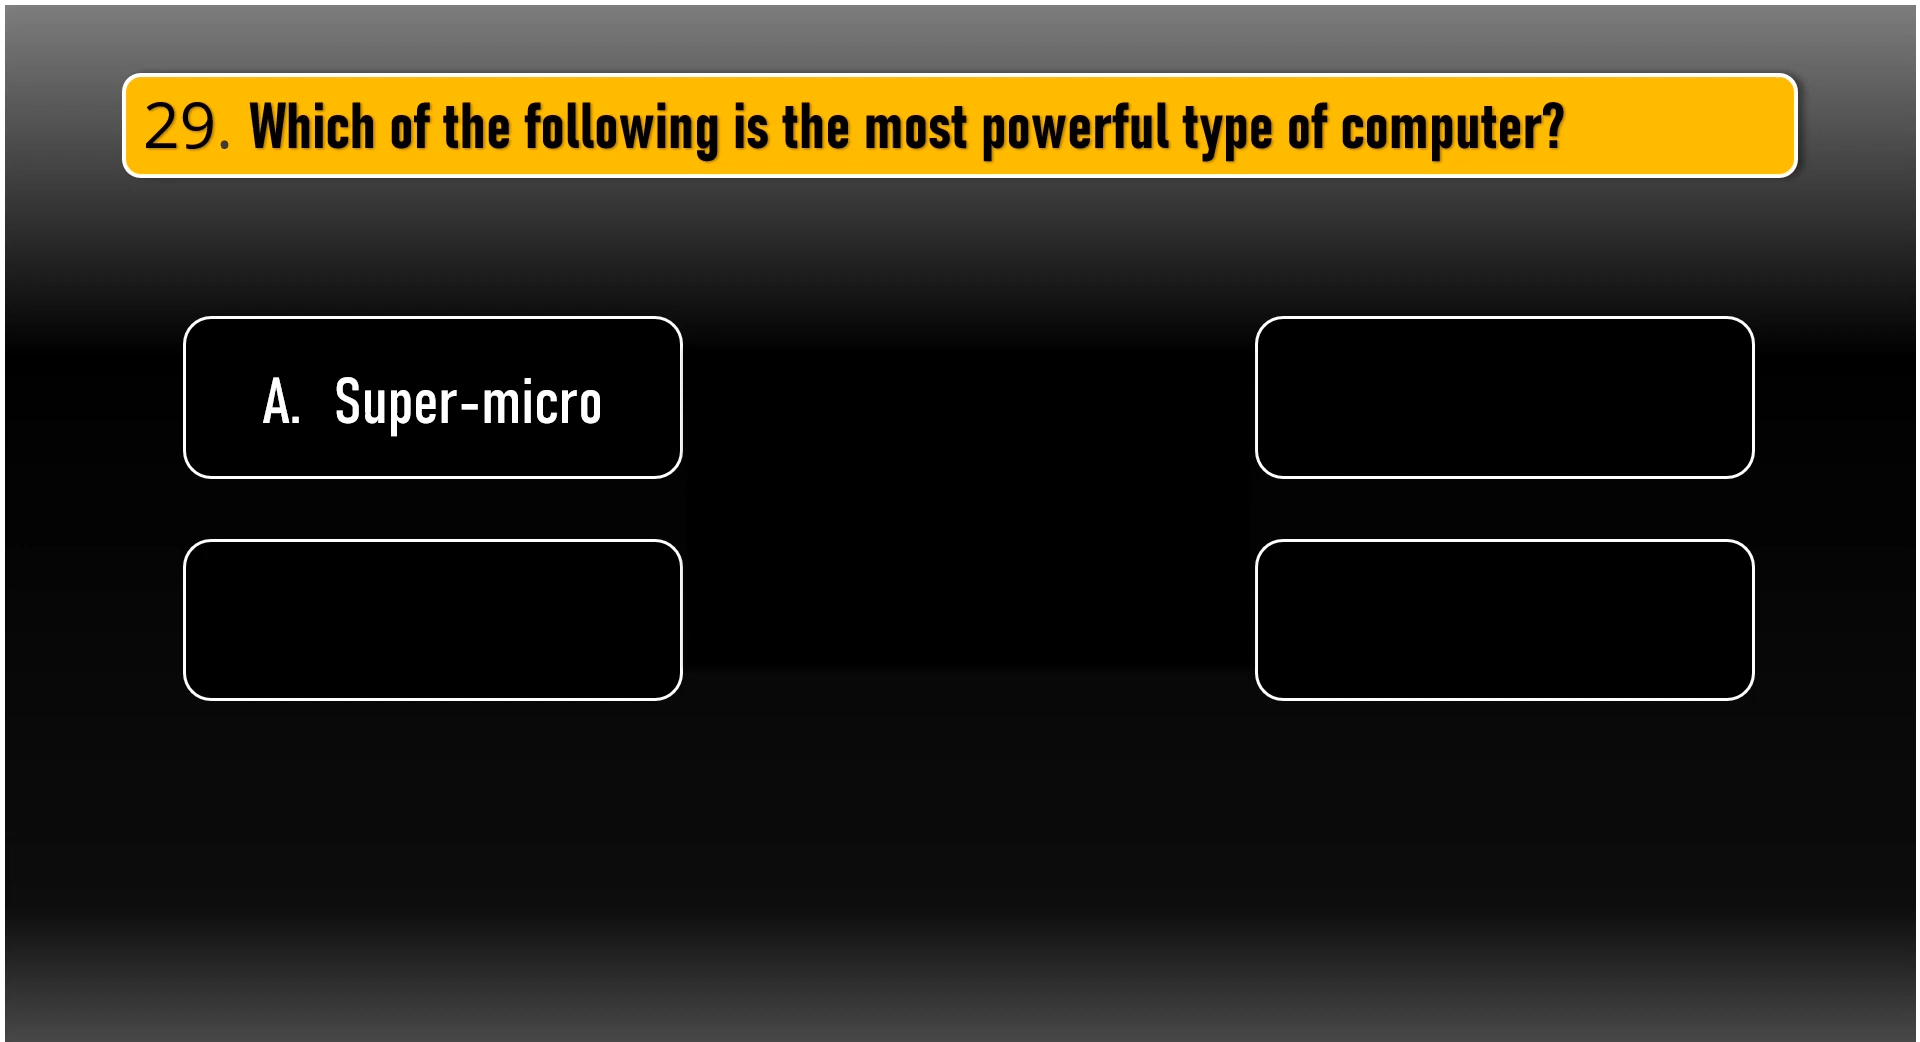 29. Which of the following is the most powerful type of computer?
A. Super-micro